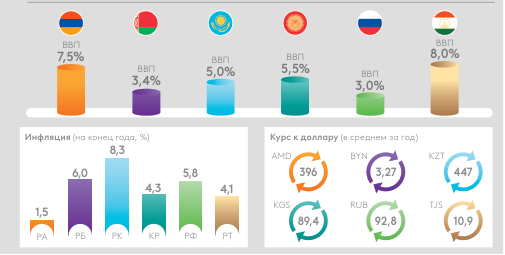 ВВП ВВП ВВП ВВП ВВП ВВП
7,5% 3,4% 5,0% 5,5% 3,0% 8,0%
Инфляция (на конец года, %)
1,5 6,0 8,3 4,3 5,8 4,1
РА РБ РК КР РФ РТ
Курс к доллару (в среднем за год)
AMD 396 BYN 3,27 KZT 447
KGS 89,4 RUB 92,8 TJS 10,9